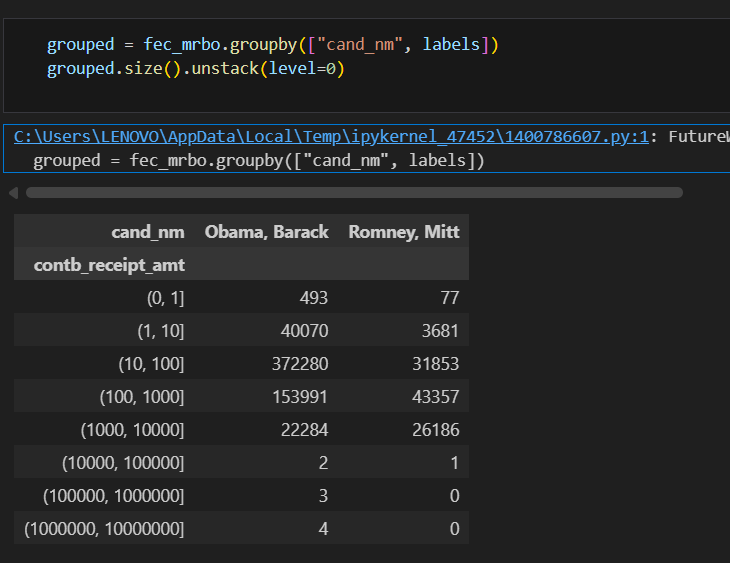 grouped = fec_mrbo.groupby(["cand_nm", labels])
grouped.size().unstack(level=0)
C:\Users\LENOVO\AppData\Local\Temp\ipykernel_47452\1400786607.py:1: FutureW
grouped = fec_mrbo.groupby(["cand_nm", labels])
cand_nm Obama, Barack Romney, Mitt
contb_receipt_amt
(0, 1] 493 77
(1, 10] 40070 3681
(10, 100] 372280 31853
(100, 1000] 153991 43357
(1000, 10000] 22284 26186
(10000, 100000] 2 1
(100000, 1000000] 3 0
(1000000, 10000000] 4 0